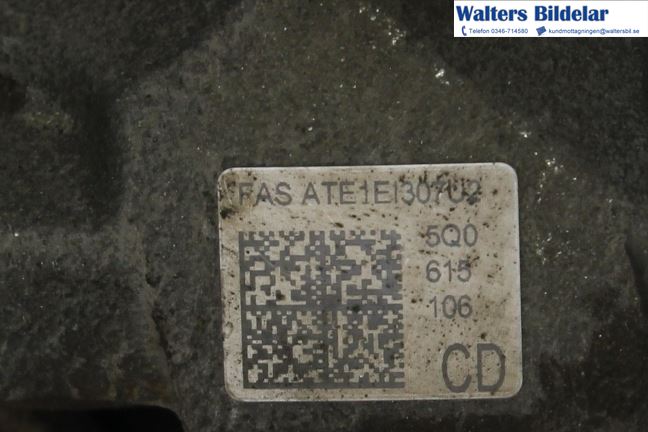 Walters Bildelar
Telefon 0346-714580 kundmottagningen@waltersbil.se
FAS ATE1EI307U2
5Q0
615
106
CD